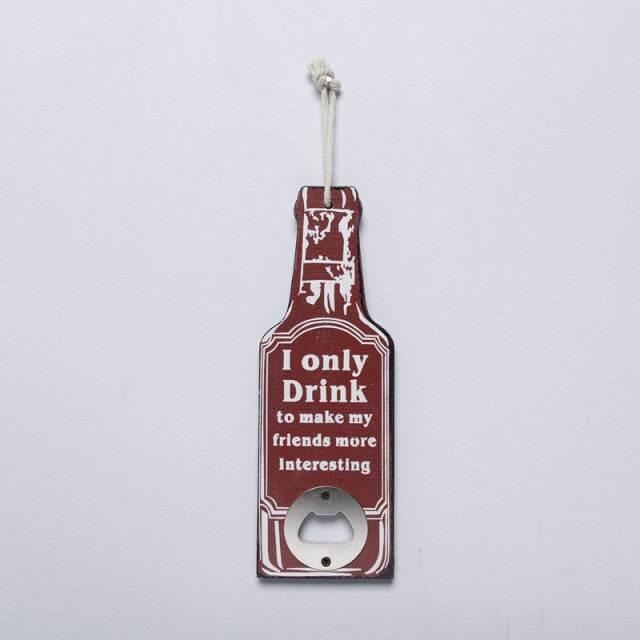 I only
Drink
to make my
friends more
Interesting